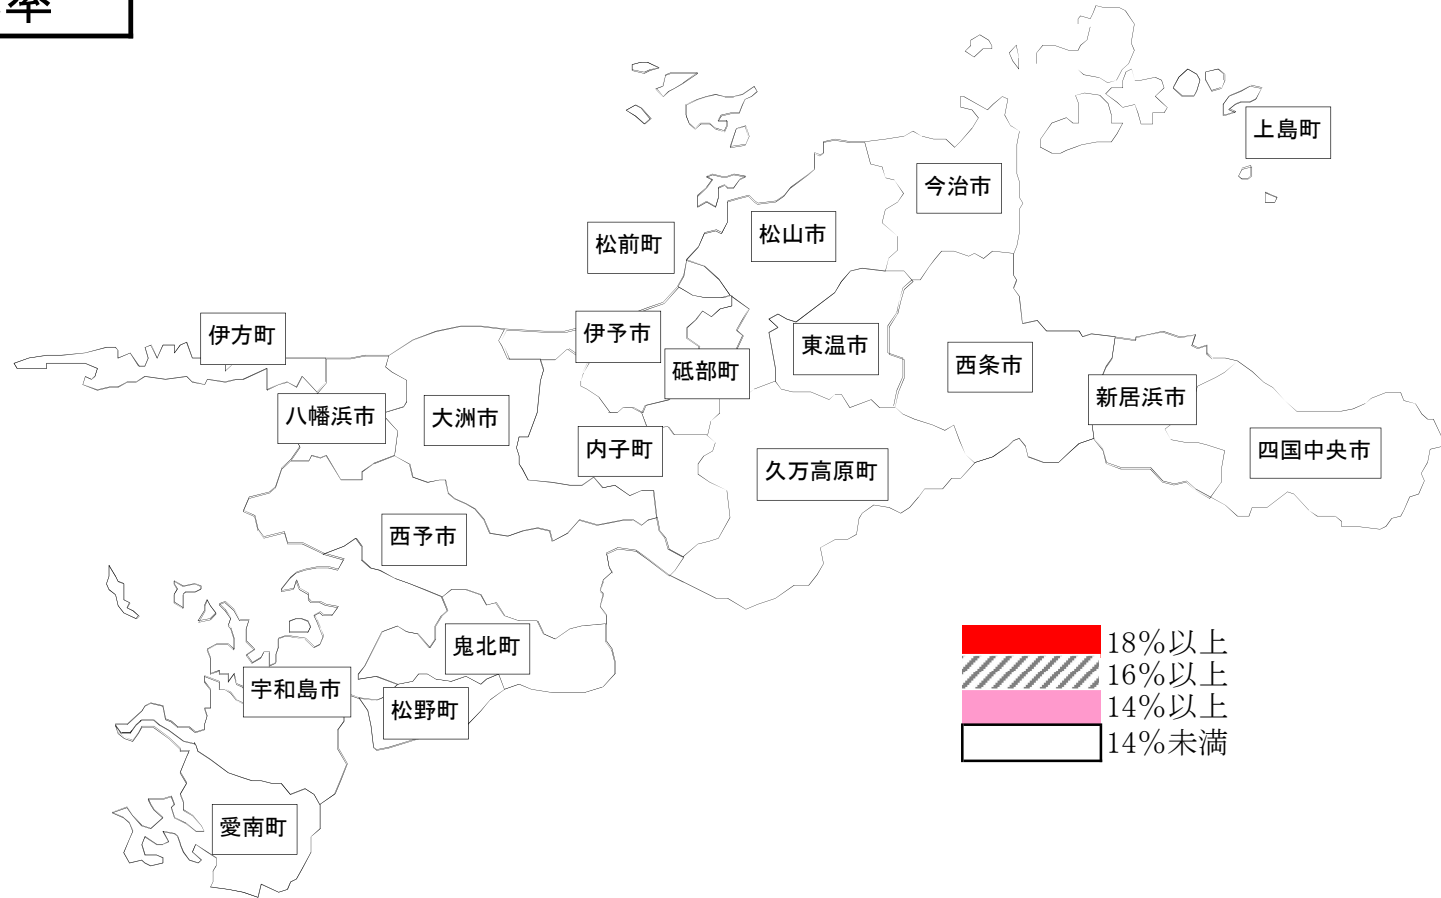 率
上島町
今治市
松山市
松前町
伊方町
伊予市
東温市
砥部町
西条市
新居浜市
八幡浜市
大洲市
内子町
四国中央市
久万高原町
西予市
鬼北町
宇和島市
松野町
愛南町
18%以上
16%以上
14%以上
14%未満